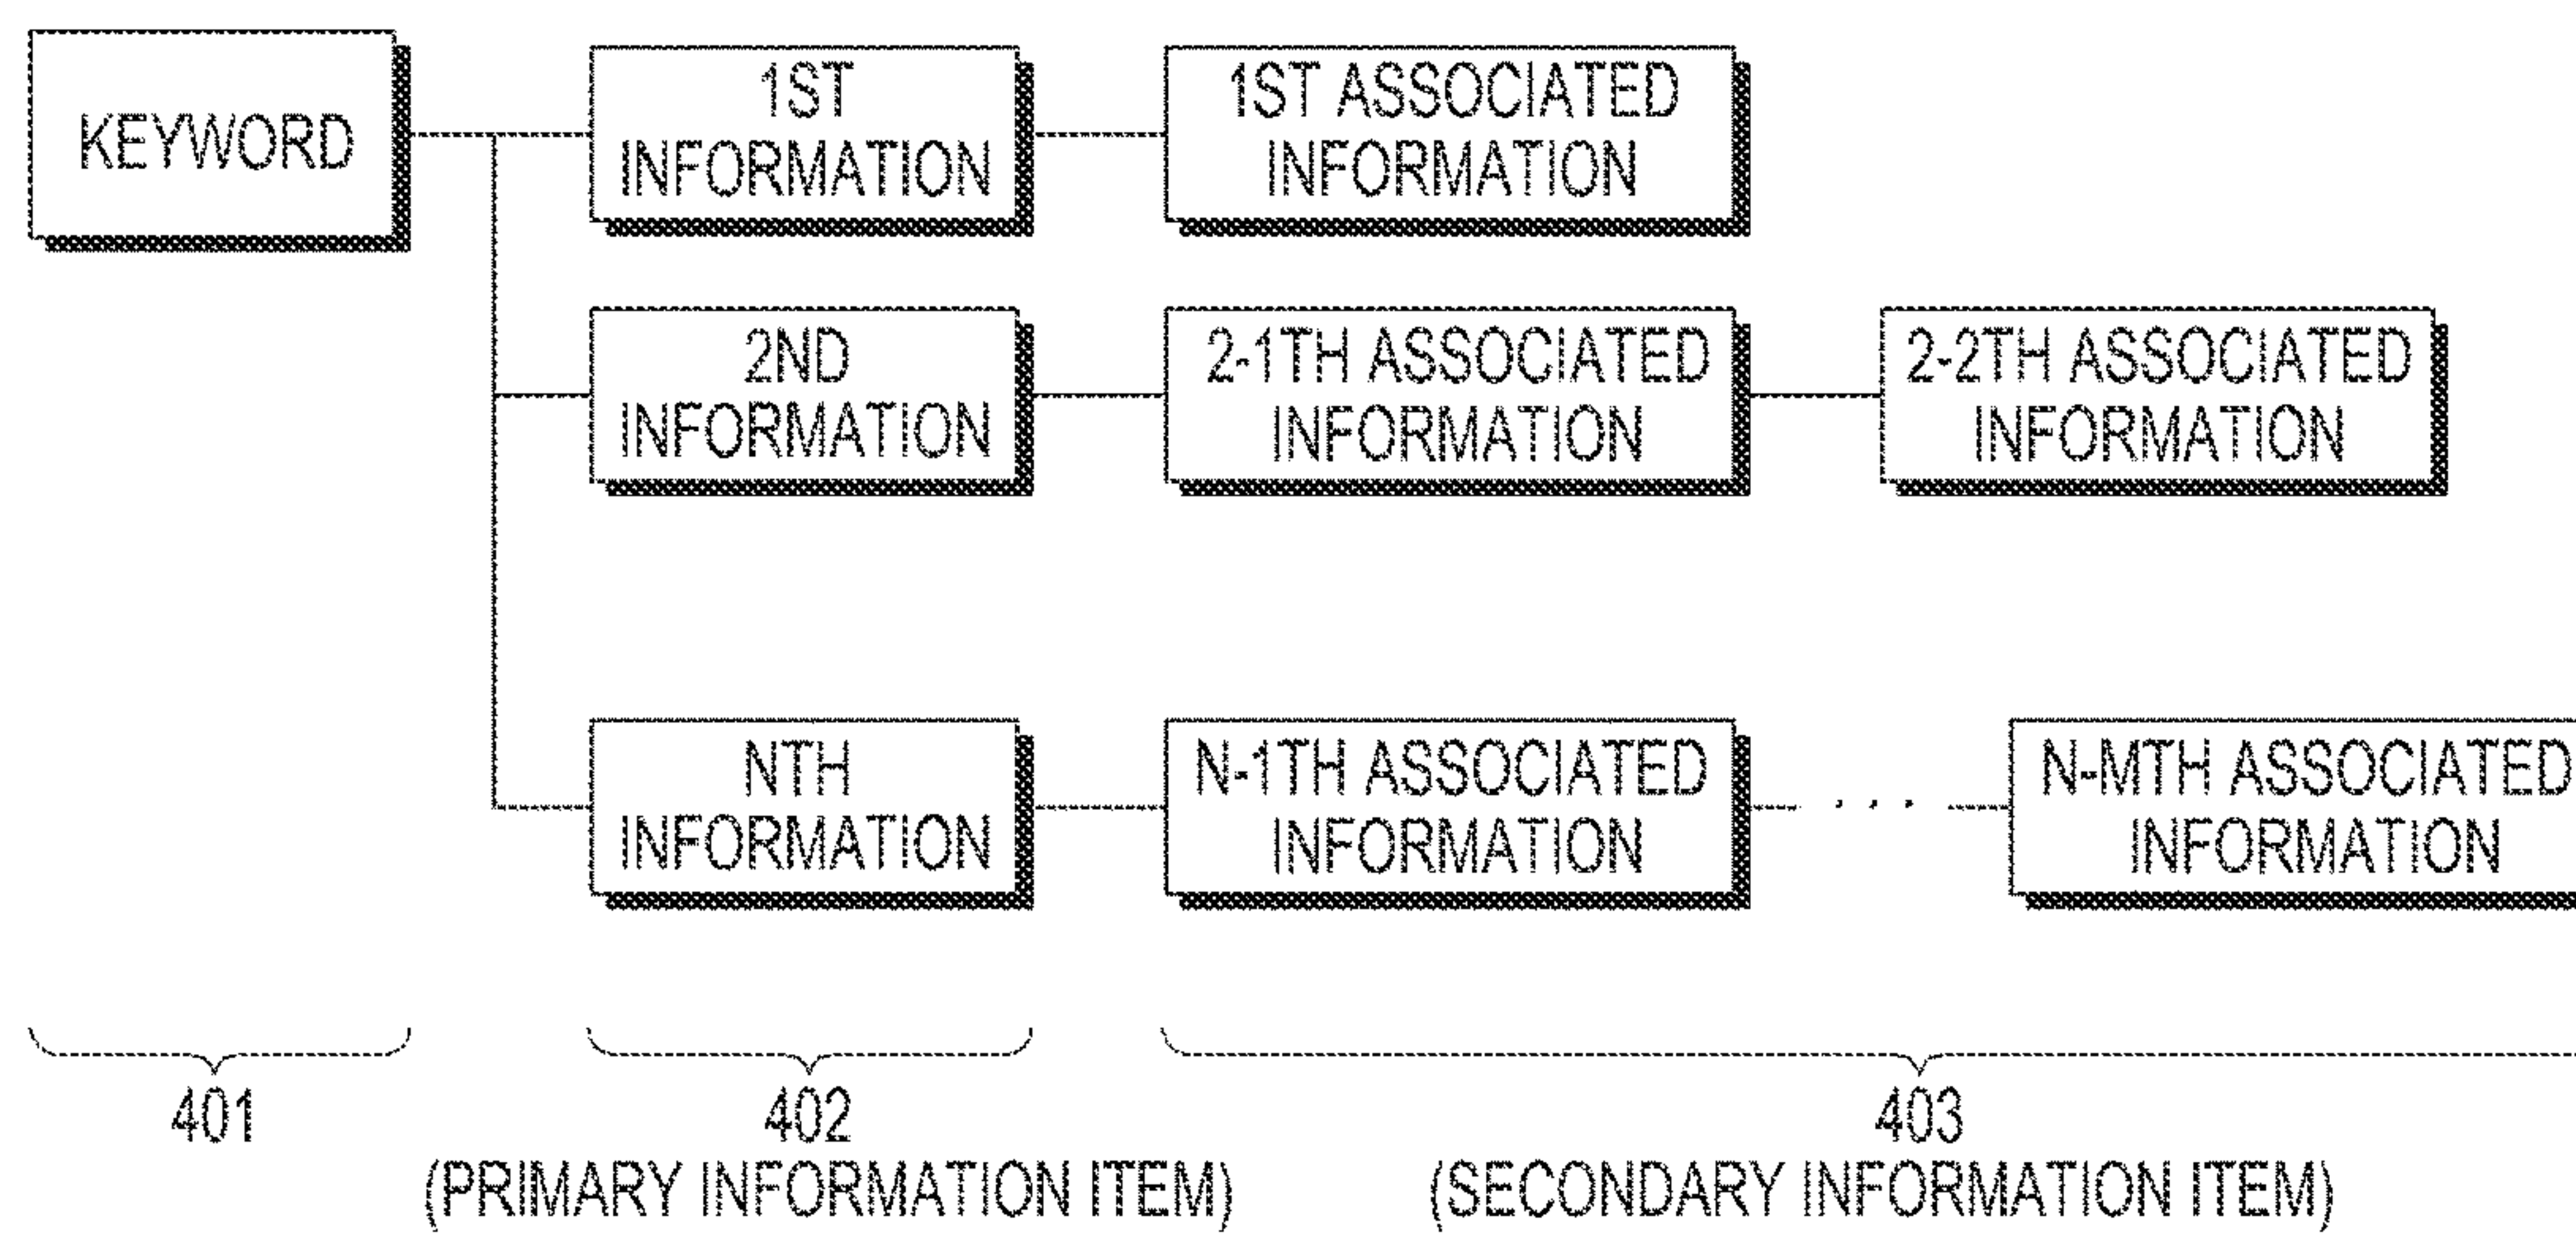 KEYWORD
1ST
INFORMATION
1ST ASSOCIATED
INFORMATION
2ND
INFORMATION
2-1TH ASSOCIATED
INFORMATION
2-2TH ASSOCIATED
INFORMATION
NTH
INFORMATION
N-1TH ASSOCIATED
INFORMATION
. . .
N-MTH ASSOCIATED
INFORMATION
401
402
(PRIMARY INFORMATION ITEM)
403
(SECONDARY INFORMATION ITEM)